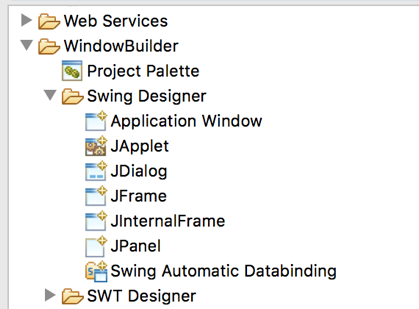 Web Services
WindowBuilder
Project Palette
Swing Designer
Application Window
JApplet
JDialog
JFrame
JInternalFrame
JPanel
Swing Automatic Databinding
SWT Designer